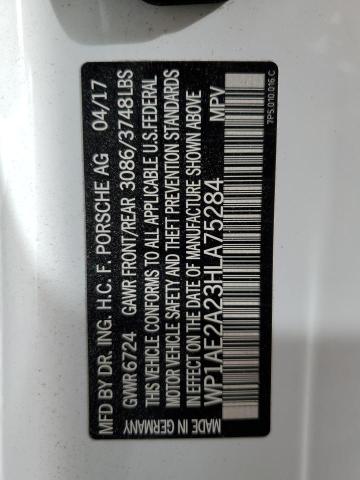 MFD BY DR. ING. H.C. F. PORSCHE AG 04/17
GVWR 6724 GAWR FRONT/REAR 3086/3748 LBS
THIS VEHICLE CONFORMS TO ALL APPLICABLE U.S. FEDERAL
MOTOR VEHICLE SAFETY AND THEFT PREVENTION STANDARDS
IN EFFECT ON THE DATE OF MANUFACTURE SHOWN ABOVE
MADE IN GERMANY
WP1AE2A23HLA75284 MPV
7P5.010.016.C